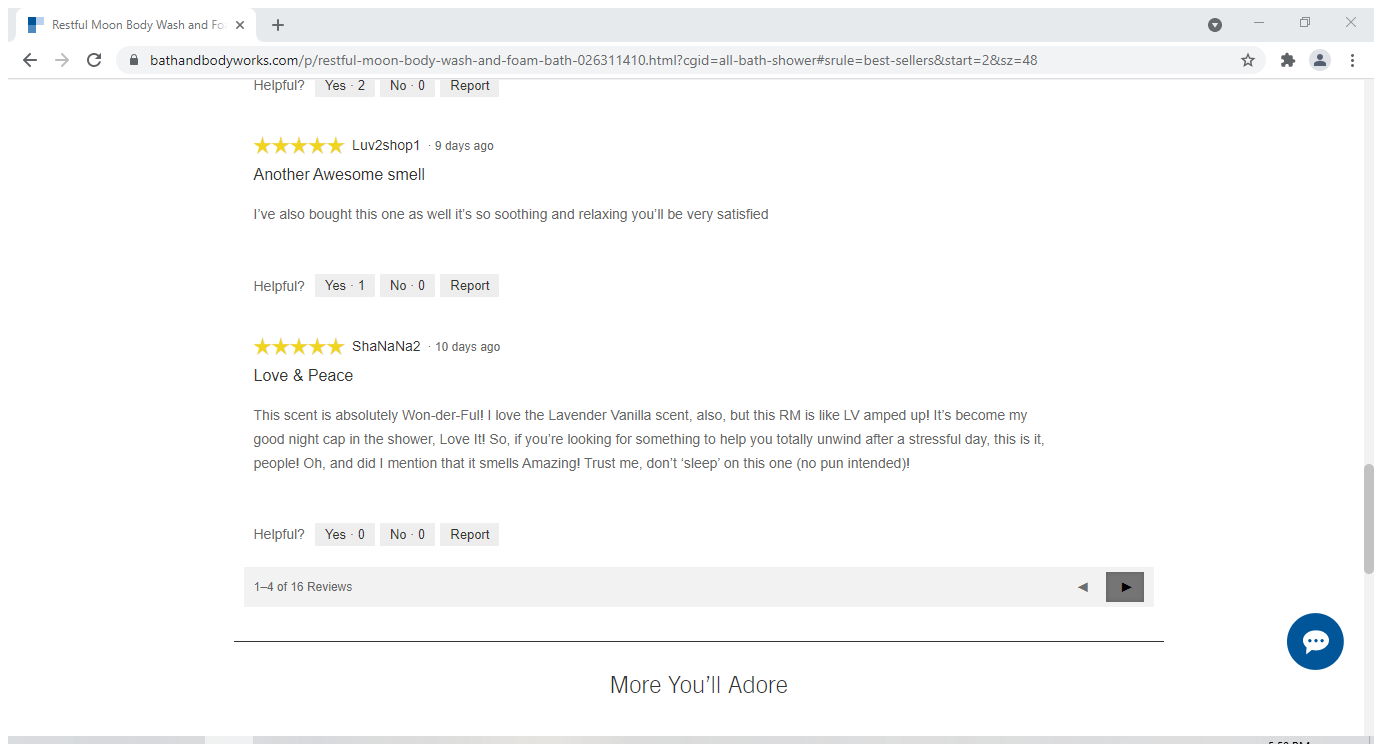 Restful Moon Body Wash and Fo
bathandbodyworks.com/p/restful-moon-body-wash-and-foam-bath-026311410.html?cgid=all-bath-shower#srule=best-sellers&start=2&sz=48
Helpful? Yes · 2 No · 0 Report
★★★★★ Luv2shop1 · 9 days ago
Another Awesome smell
I’ve also bought this one as well it’s so soothing and relaxing you’ll be very satisfied
Helpful? Yes · 1 No · 0 Report
★★★★★ ShaNaNa2 · 10 days ago
Love & Peace
This scent is absolutely Won-der-Ful! I love the Lavender Vanilla scent, also, but this RM is like LV amped up! It’s become my
good night cap in the shower, Love It! So, if you’re looking for something to help you totally unwind after a stressful day, this is it,
people! Oh, and did I mention that it smells Amazing! Trust me, don’t ‘sleep’ on this one (no pun intended)!
Helpful? Yes · 0 No · 0 Report
1–4 of 16 Reviews ◄ ►
More You’ll Adore